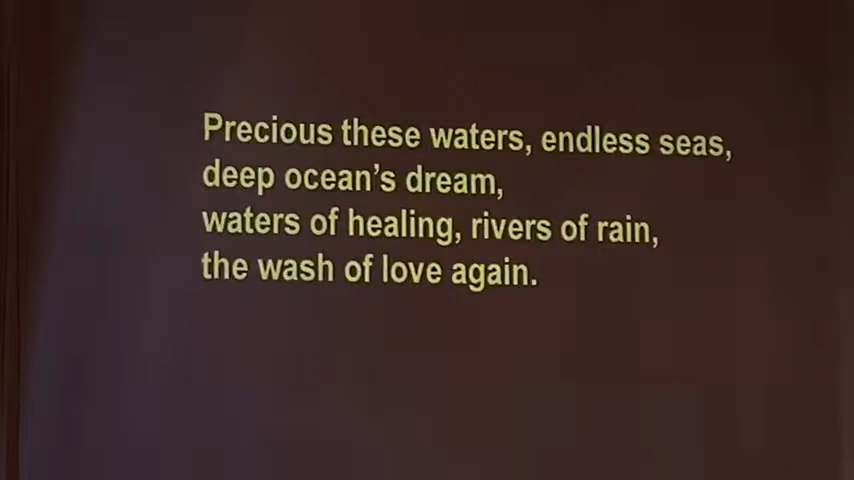 Precious these waters, endless seas,
deep ocean’s dream,
waters of healing, rivers of rain,
the wash of love again.